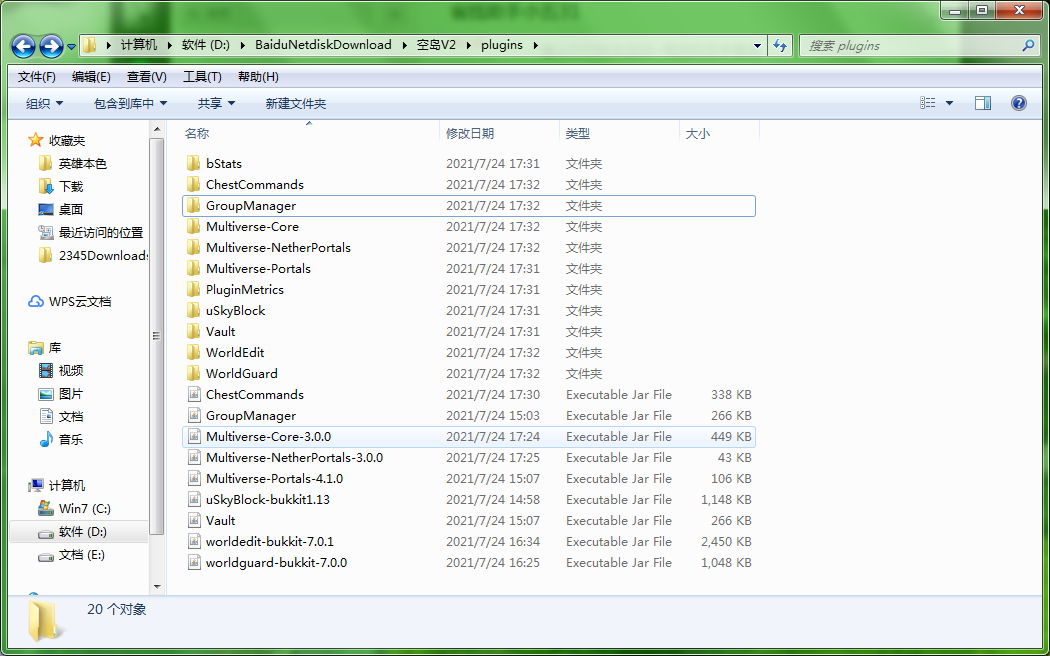 计算机 软件 (D:) BaiduNetdiskDownload 空岛V2 plugins 搜索 plugins
文件(F) 编辑(E) 查看(V) 工具(T) 帮助(H)
组织 包含到库中 共享 新建文件夹
名称 修改日期 类型 大小
收藏夹
英雄本色
下载
桌面
最近访问的位置
2345Downloads
WPS云文档
库
视频
图片
文档
音乐
计算机
Win7 (C:)
软件 (D:)
文档 (E:)
bStats 2021/7/24 17:31 文件夹
ChestCommands 2021/7/24 17:32 文件夹
GroupManager 2021/7/24 17:32 文件夹
Multiverse-Core 2021/7/24 17:32 文件夹
Multiverse-NetherPortals 2021/7/24 17:32 文件夹
Multiverse-Portals 2021/7/24 17:31 文件夹
PluginMetrics 2021/7/24 17:31 文件夹
uSkyBlock 2021/7/24 17:31 文件夹
Vault 2021/7/24 17:31 文件夹
WorldEdit 2021/7/24 17:32 文件夹
WorldGuard 2021/7/24 17:32 文件夹
ChestCommands 2021/7/24 17:30 Executable Jar File 338 KB
GroupManager 2021/7/24 15:03 Executable Jar File 266 KB
Multiverse-Core-3.0.0 2021/7/24 17:24 Executable Jar File 449 KB
Multiverse-NetherPortals-3.0.0 2021/7/24 17:25 Executable Jar File 43 KB
Multiverse-Portals-4.1.0 2021/7/24 15:07 Executable Jar File 106 KB
uSkyBlock-bukkit1.13 2021/7/24 14:58 Executable Jar File 1,148 KB
Vault 2021/7/24 15:07 Executable Jar File 266 KB
worldedit-bukkit-7.0.1 2021/7/24 16:34 Executable Jar File 2,450 KB
worldguard-bukkit-7.0.0 2021/7/24 16:25 Executable Jar File 1,048 KB
20 个对象